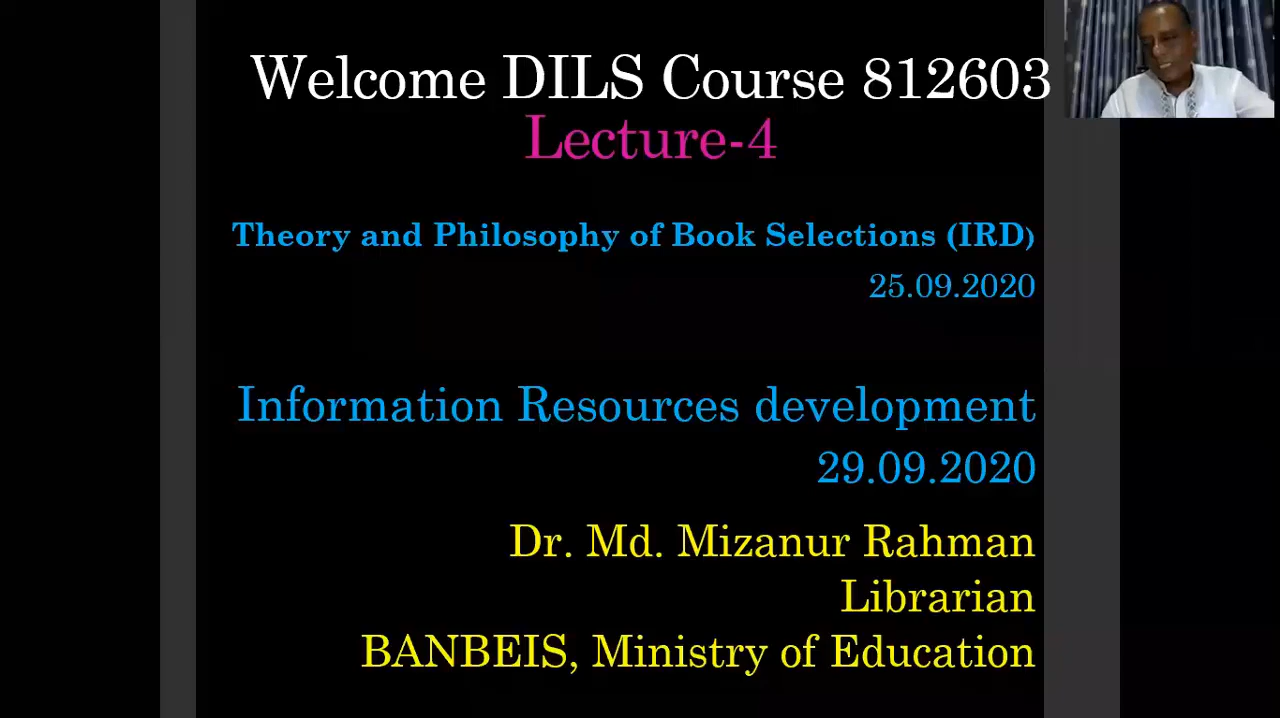 Welcome DILS Course 812603
Lecture-4
Theory and Philosophy of Book Selections (IRD)
25.09.2020
Information Resources development
29.09.2020
Dr. Md. Mizanur Rahman
Librarian
BANBEIS, Ministry of Education